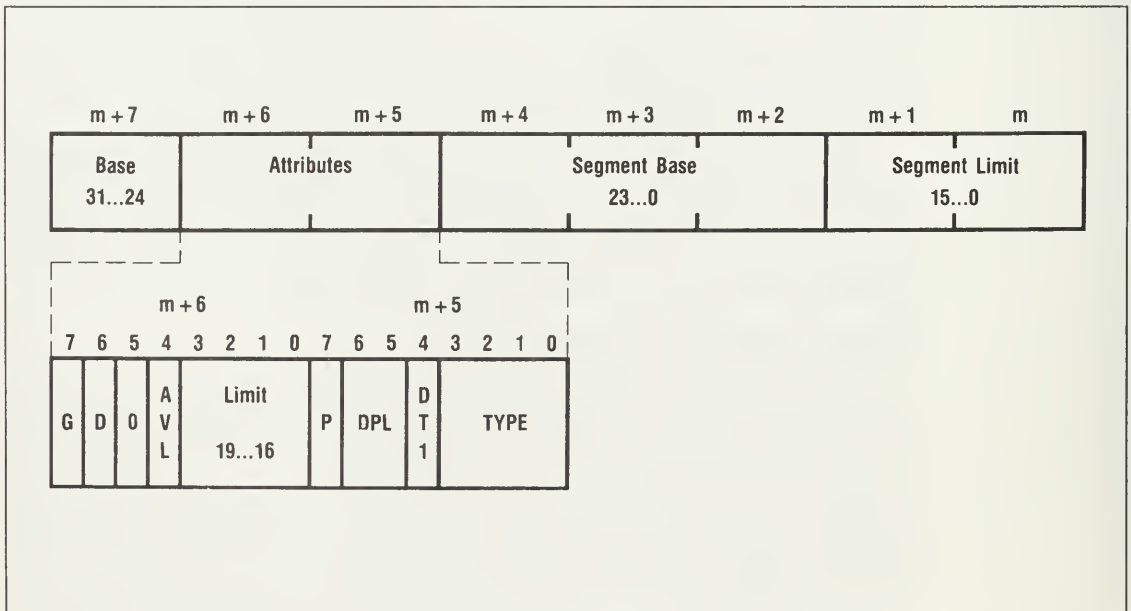 m + 7 m + 6 m + 5 m + 4 m + 3 m + 2 m + 1 m
Base Attributes Segment Base Segment Limit
31...24 23...0 15...0
m + 6 m + 5
7 6 5 4 3 2 1 0 7 6 5 4 3 2 1 0
G D 0 AVL Limit 19...16 P DPL DT1 TYPE